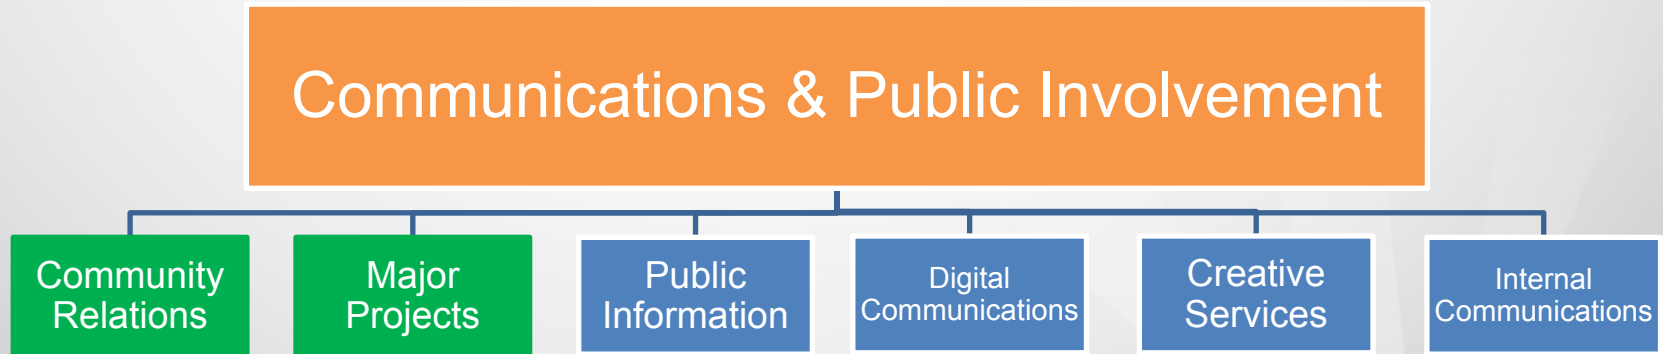 Communications & Public Involvement
Community
Relations
Major
Projects
Public
Information
Digital
Communications
Creative
Services
Internal
Communications